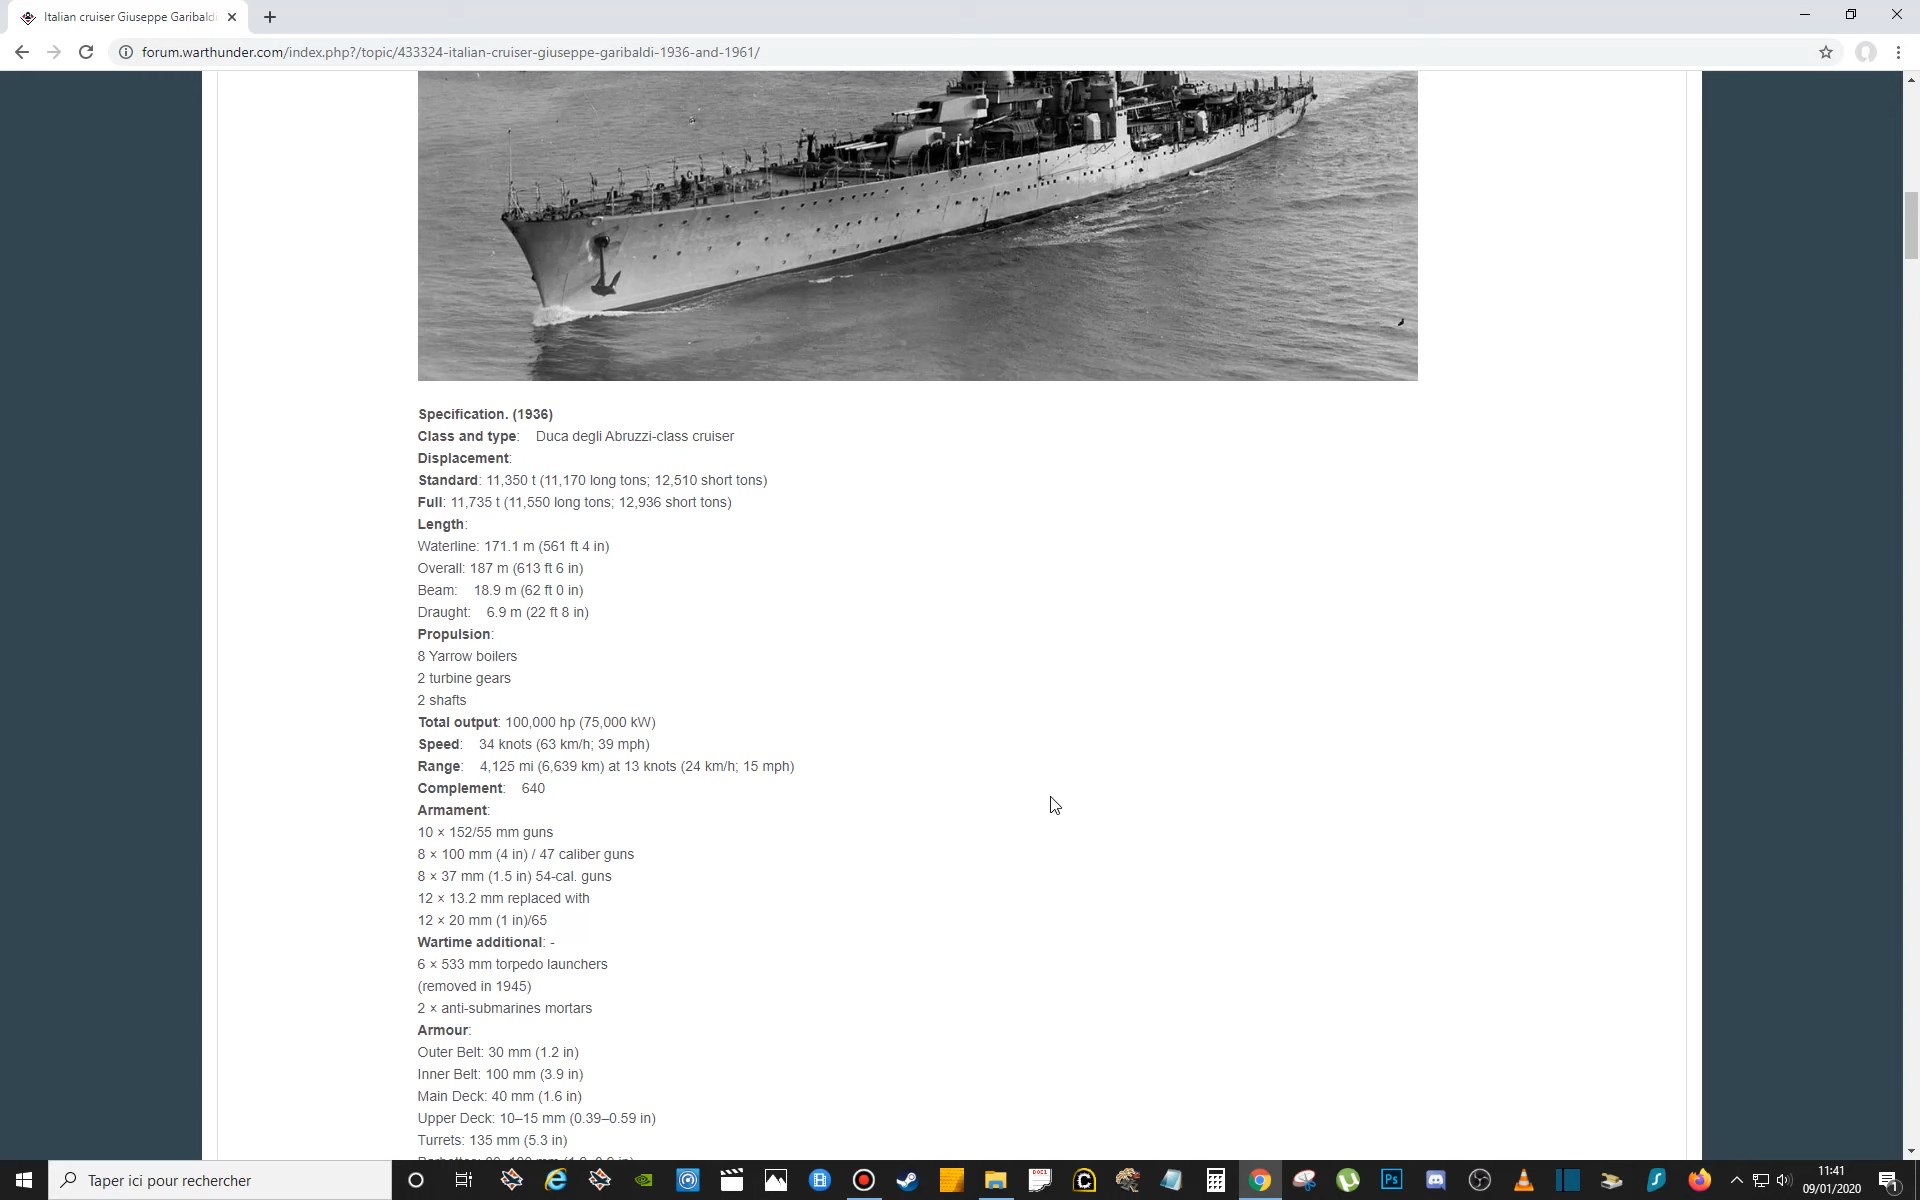 Italian cruiser Giuseppe Garibaldi
forum.warthunder.com/index.php?/topic/433324-italian-cruiser-giuseppe-garibaldi-1936-and-1961/
Specification. (1936)
Class and type: Duca degli Abruzzi-class cruiser
Displacement:
Standard: 11,350 t (11,170 long tons; 12,510 short tons)
Full: 11,735 t (11,550 long tons; 12,936 short tons)
Length:
Waterline: 171.1 m (561 ft 4 in)
Overall: 187 m (613 ft 6 in)
Beam: 18.9 m (62 ft 0 in)
Draught: 6.9 m (22 ft 8 in)
Propulsion:
8 Yarrow boilers
2 turbine gears
2 shafts
Total output: 100,000 hp (75,000 kW)
Speed: 34 knots (63 km/h; 39 mph)
Range: 4,125 mi (6,639 km) at 13 knots (24 km/h; 15 mph)
Complement: 640
Armament:
10 × 152/55 mm guns
8 × 100 mm (4 in) / 47 caliber guns
8 × 37 mm (1.5 in) 54-cal. guns
12 × 13.2 mm replaced with
12 × 20 mm (1 in)/65
Wartime additional: -
6 × 533 mm torpedo launchers
(removed in 1945)
2 × anti-submarines mortars
Armour:
Outer Belt: 30 mm (1.2 in)
Inner Belt: 100 mm (3.9 in)
Main Deck: 40 mm (1.6 in)
Upper Deck: 10–15 mm (0.39–0.59 in)
Turrets: 135 mm (5.3 in)
Taper ici pour rechercher
11:41
09/01/2020